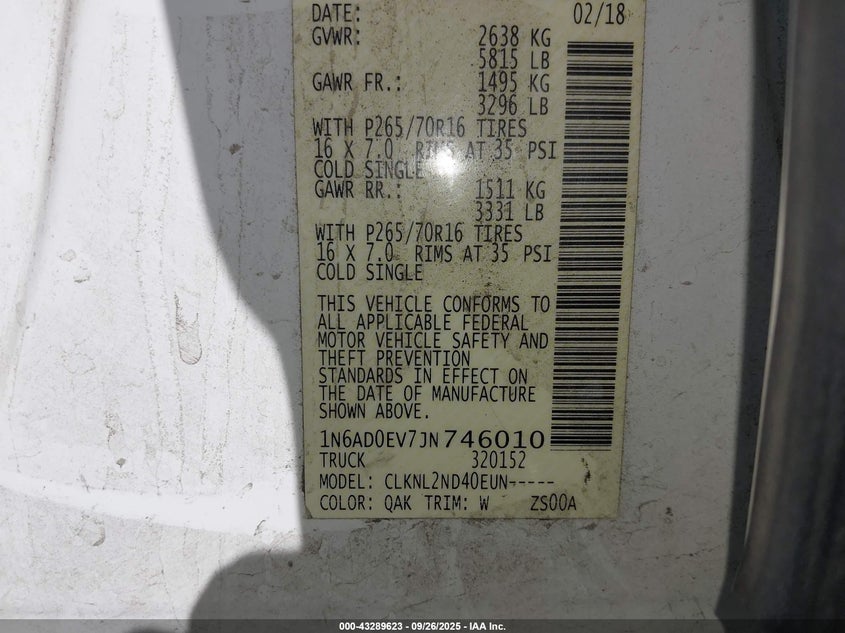 DATE: 02/18
GVWR: 2638 KG
5815 LB
GAWR FR.: 1495 KG
3296 LB
WITH P265/70R16 TIRES
16 X 7.0 RIMS AT 35 PSI
COLD SINGLE
GAWR RR.: 1511 KG
3331 LB
WITH P265/70R16 TIRES
16 X 7.0 RIMS AT 35 PSI
COLD SINGLE
THIS VEHICLE CONFORMS TO
ALL APPLICABLE FEDERAL
MOTOR VEHICLE SAFETY AND
THEFT PREVENTION
STANDARDS IN EFFECT ON
THE DATE OF MANUFACTURE
SHOWN ABOVE.
1N6AD0EV7JN746010
TRUCK 320152
MODEL: CLKNL2ND40EUN-----
COLOR: QAK TRIM: W ZS00A
000-43289623 - 09/26/2025 - IAA Inc.